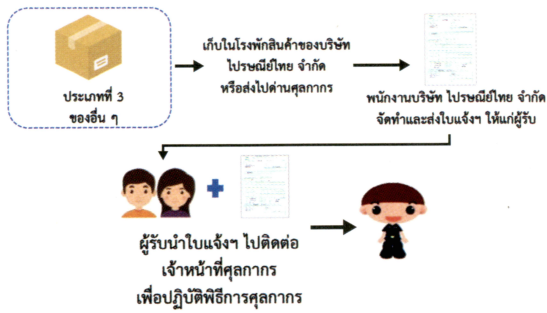 ประเภทที่ 3
ของอื่น ๆ
เก็บในโรงพักสินค้าของบริษัท
ไปรษณีย์ไทย จำกัด
หรือส่งไปด่านศุลกากร
พนักงานบริษัท ไปรษณีย์ไทย จำกัด
จัดทำและส่งใบแจ้งฯ ให้แก่ผู้รับ
ผู้รับนำใบแจ้งฯ ไปติดต่อ
เจ้าหน้าที่ศุลกากร
เพื่อปฏิบัติพิธีการศุลกากร